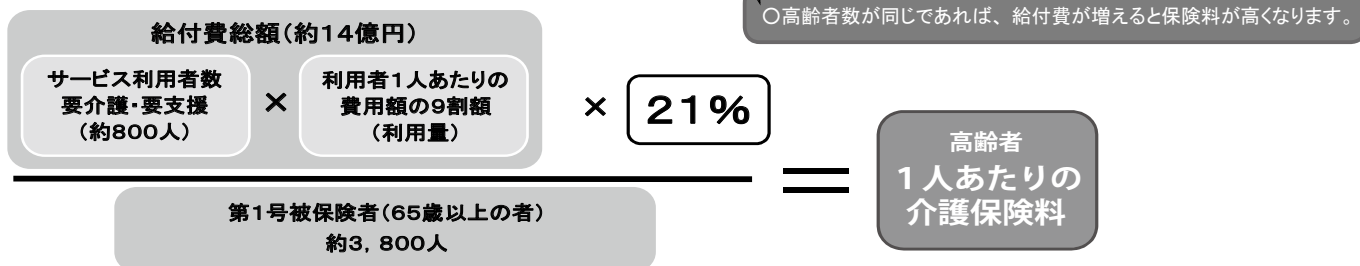 ○高齢者数が同じであれば、給付費が増えると保険料が高くなります。
給付費総額(約14億円)
サービス利用者数
要介護・要支援
(約800人)
×
利用者1人あたりの
費用額の9割額
(利用量)
×
21%
第1号被保険者(65歳以上の者)
約3,800人
=
高齢者
1人あたりの
介護保険料